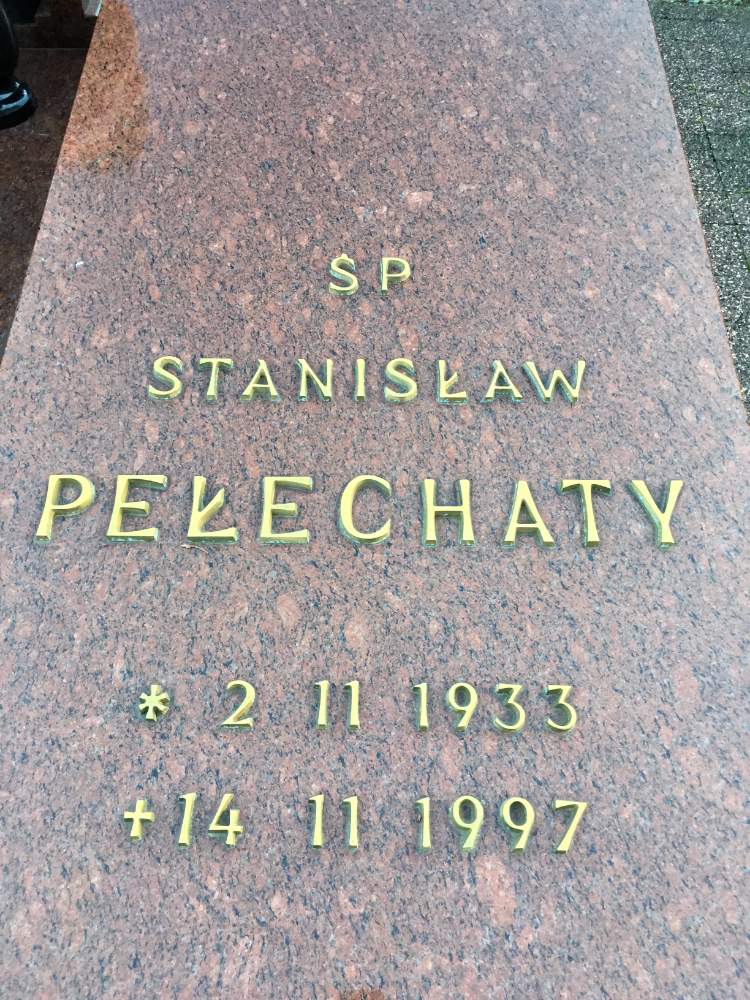 ŚP
STANISŁAW
PEŁECHATY
* 2 11 1933
+ 14 11 1997